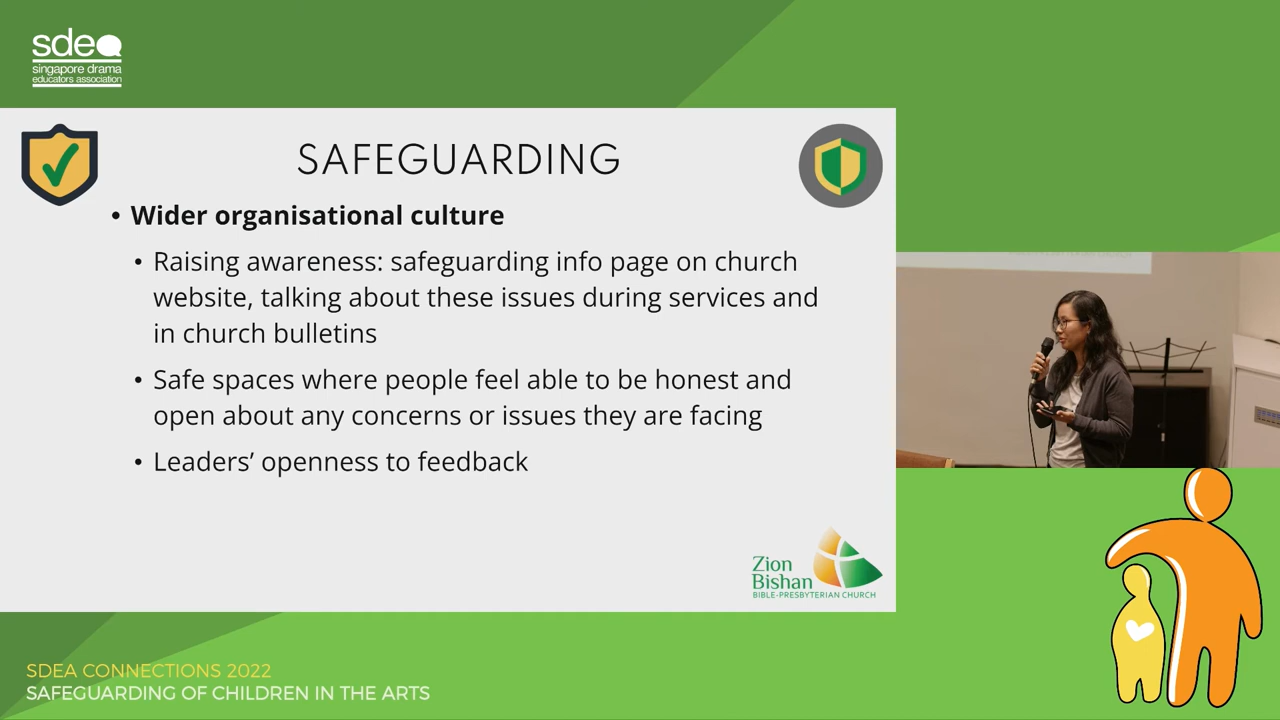 sdea
singapore drama
educators association
SAFEGUARDING
• Wider organisational culture
• Raising awareness: safeguarding info page on church
website, talking about these issues during services and
in church bulletins
• Safe spaces where people feel able to be honest and
open about any concerns or issues they are facing
• Leaders’ openness to feedback
Zion
Bishan
BIBLE-PRESBYTERIAN CHURCH
SDEA CONNECTIONS 2022
SAFEGUARDING OF CHILDREN IN THE ARTS